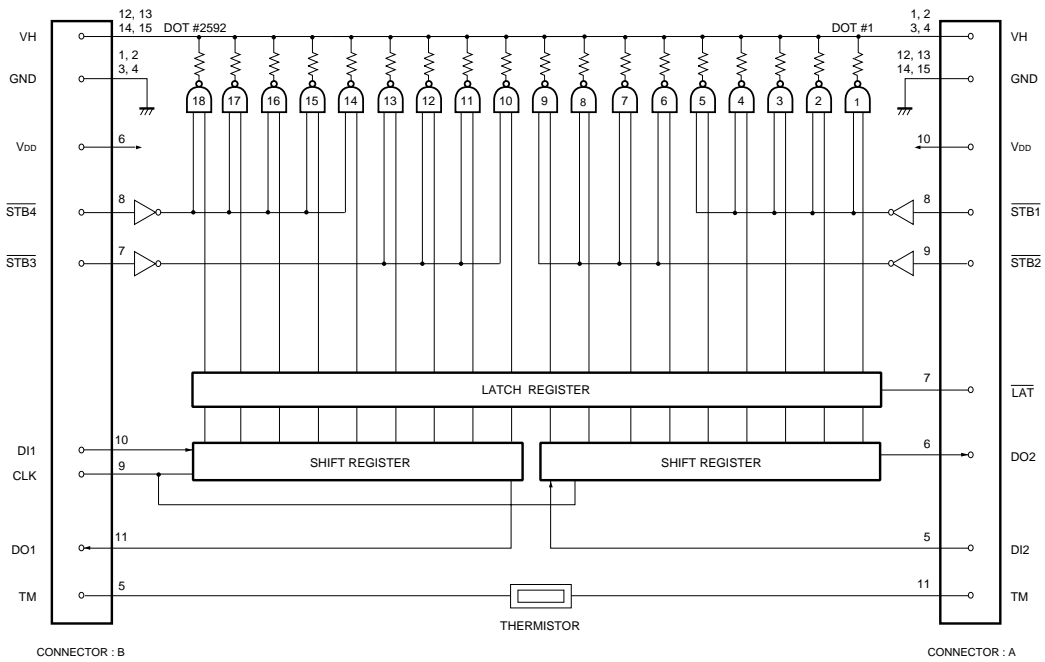 12, 13
14, 15
DOT #2592
DOT #1
1, 2
3, 4
VH
VH
1, 2
3, 4
12, 13
14, 15
GND
GND
18 17 16 15 14 13 12 11 10 9 8 7 6 5 4 3 2 1
VDD
6
10
VDD
STB4
8
8
STB1
STB3
7
9
STB2
LATCH REGISTER
7
LAT
DI1
10
CLK
9
SHIFT REGISTER
SHIFT REGISTER
6
DO2
DO1
11
5
DI2
TM
5
11
TM
THERMISTOR
CONNECTOR : B
CONNECTOR : A